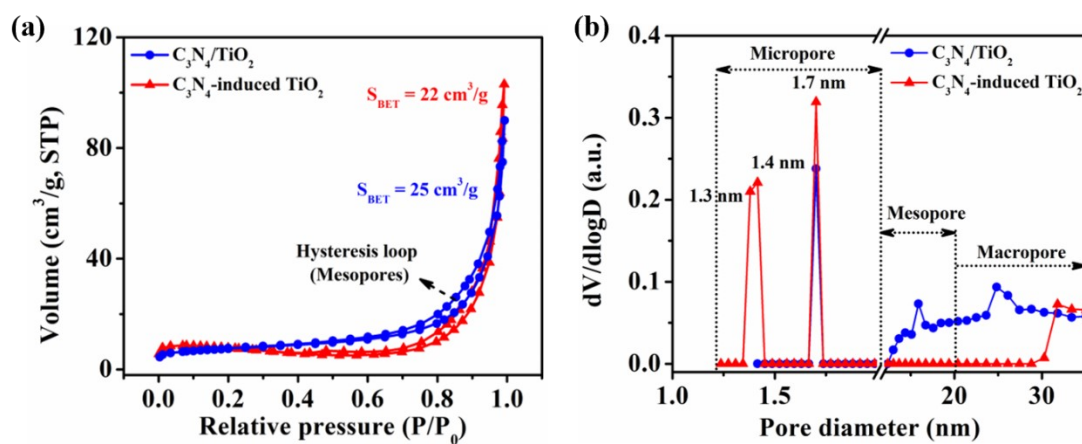 (a)
120
80
40
0
Volume (cm³/g, STP)
C₃N₄/TiO₂
C₃N₄-induced TiO₂
S_BET = 22 cm³/g
S_BET = 25 cm³/g
Hysteresis loop
(Mesopores)
0.0 0.2 0.4 0.6 0.8 1.0
Relative pressure (P/P₀)
(b)
0.4
0.3
0.2
0.1
0.0
dV/dlogD (a.u.)
C₃N₄/TiO₂
C₃N₄-induced TiO₂
Micropore
1.7 nm
1.4 nm
1.3 nm
Mesopore
Macropore
1.0 1.5 20 30
Pore diameter (nm)